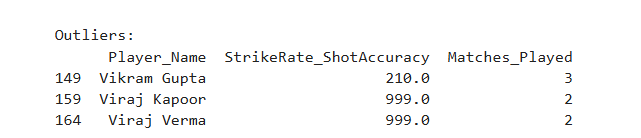 Outliers:
Player_Name StrikeRate_ShotAccuracy Matches_Played
149 Vikram Gupta 210.0 3
159 Viraj Kapoor 999.0 2
164 Viraj Verma 999.0 2